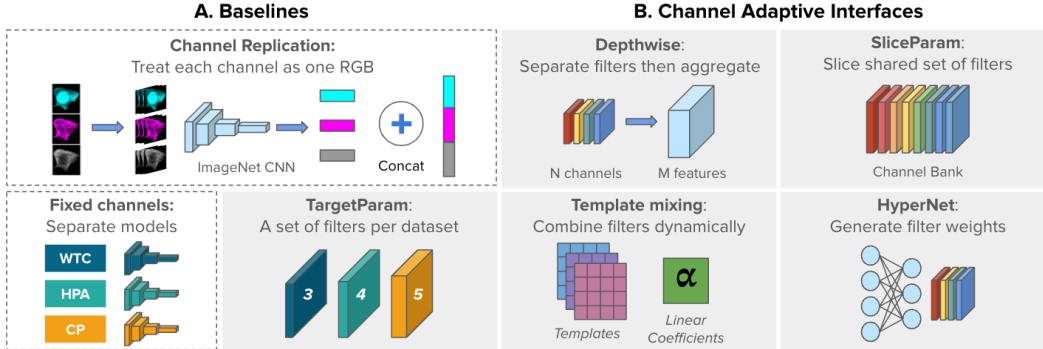 A. Baselines
B. Channel Adaptive Interfaces
Channel Replication:
Treat each channel as one RGB
ImageNet CNN
+
Concat
Depthwise:
Separate filters then aggregate
N channels
M features
SliceParam:
Slice shared set of filters
Channel Bank
Fixed channels:
Separate models
WTC
HPA
CP
TargetParam:
A set of filters per dataset
3
4
5
Template mixing:
Combine filters dynamically
α
Templates
Linear
Coefficients
HyperNet:
Generate filter weights